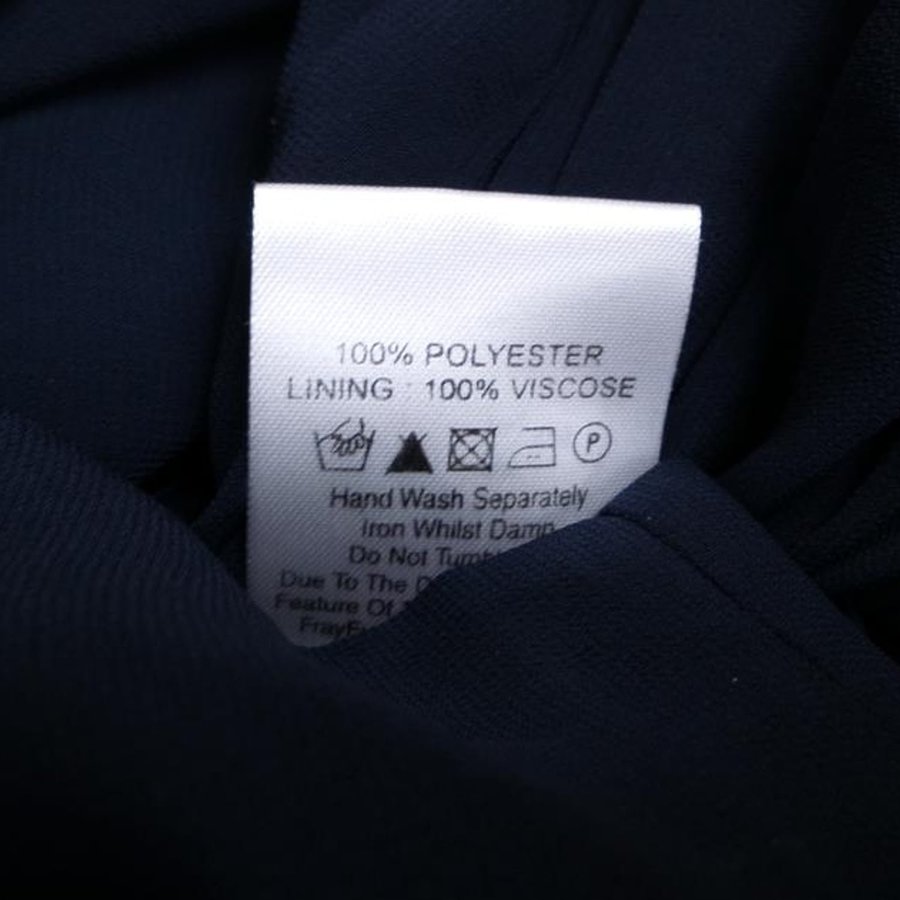 100% POLYESTER
LINING : 100% VISCOSE
P
Hand Wash Separately
Iron Whilst Damp
Do Not
Due To The
Feature Of